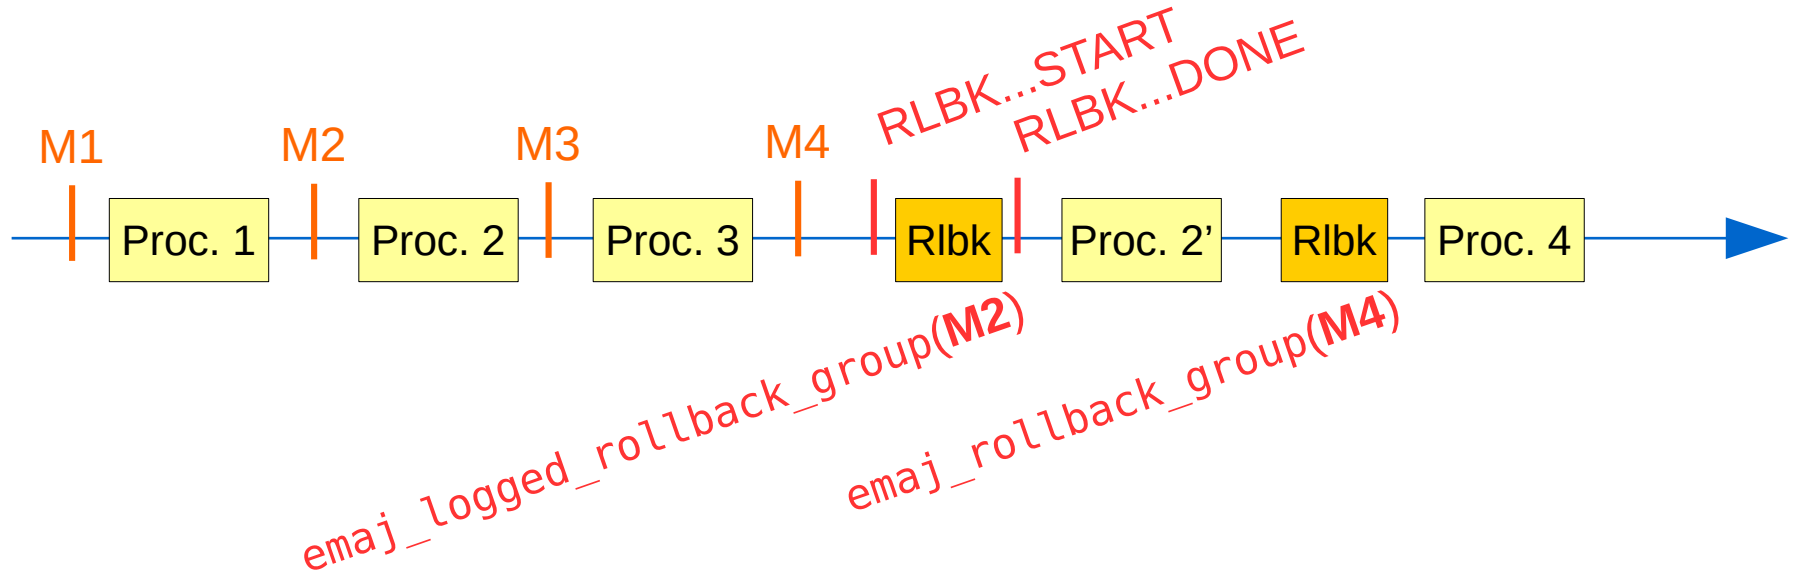 RLBK...START
RLBK...DONE
M1
M2
M3
M4
Proc. 1
Proc. 2
Proc. 3
Rlbk
Proc. 2’
Rlbk
Proc. 4
emaj_logged_rollback_group(M2)
emaj_rollback_group(M4)